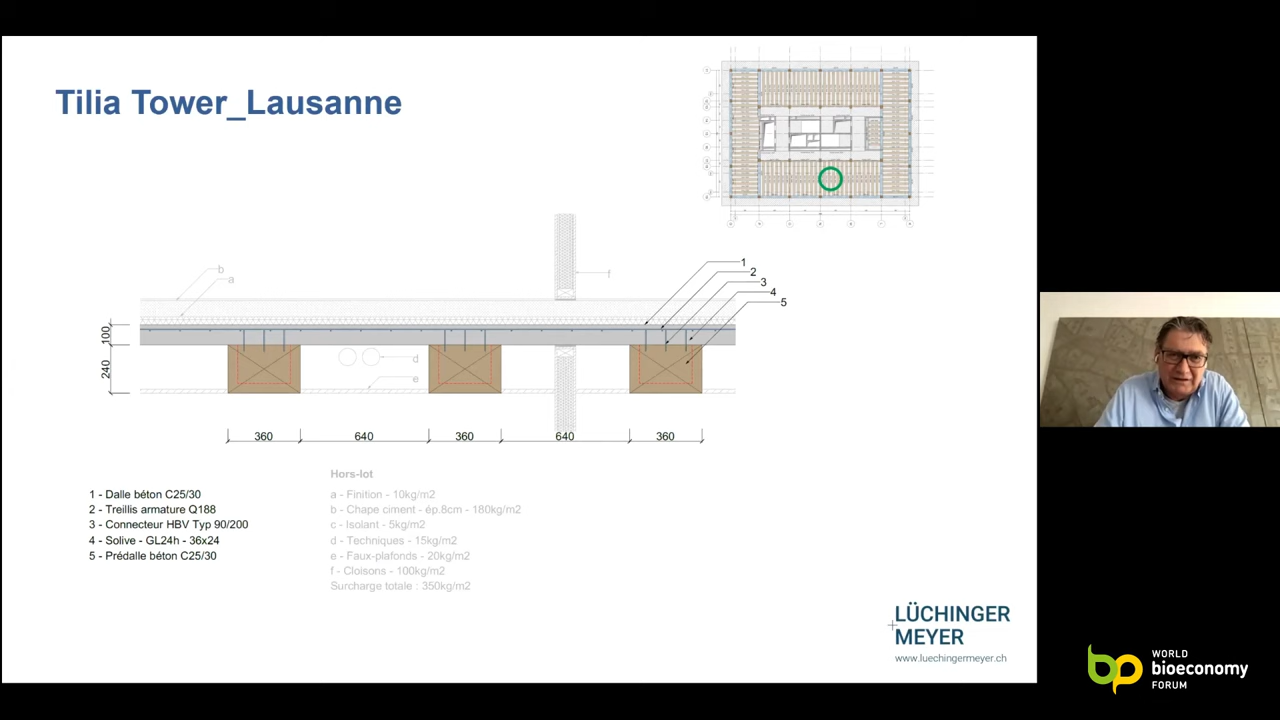 Tilia Tower_Lausanne
b
a
f
1
2
3
4
5
100
240
d
e
360
640
360
640
360
1 - Dalle béton C25/30
2 - Treillis armature Q188
3 - Connecteur HBV Typ 90/200
4 - Solive - GL24h - 36x24
5 - Prédalle béton C25/30
Hors-lot
a - Finition - 10kg/m2
b - Chape ciment - ép.8cm - 180kg/m2
c - Isolant - 5kg/m2
d - Techniques - 15kg/m2
e - Faux-plafonds - 20kg/m2
f - Cloisons - 100kg/m2
Surcharge totale : 350kg/m2
LÜCHINGER
MEYER
www.luechingermeyer.ch
bp
WORLD
bioeconomy
FORUM